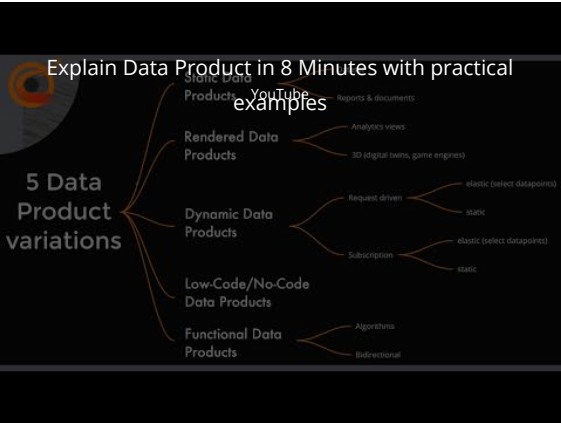 Explain Data Product in 8 Minutes with practical
examples
YouTube
5 Data
Product
variations
Static Data
Products
Reports & documents
Rendered Data
Products
Analytics views
3D (digital twins, game engines)
Dynamic Data
Products
Request driven
elastic (select datapoints)
static
Subscription
elastic (select datapoints)
static
Low-Code/No-Code
Data Products
Functional Data
Products
Algorithms
Bidirectional